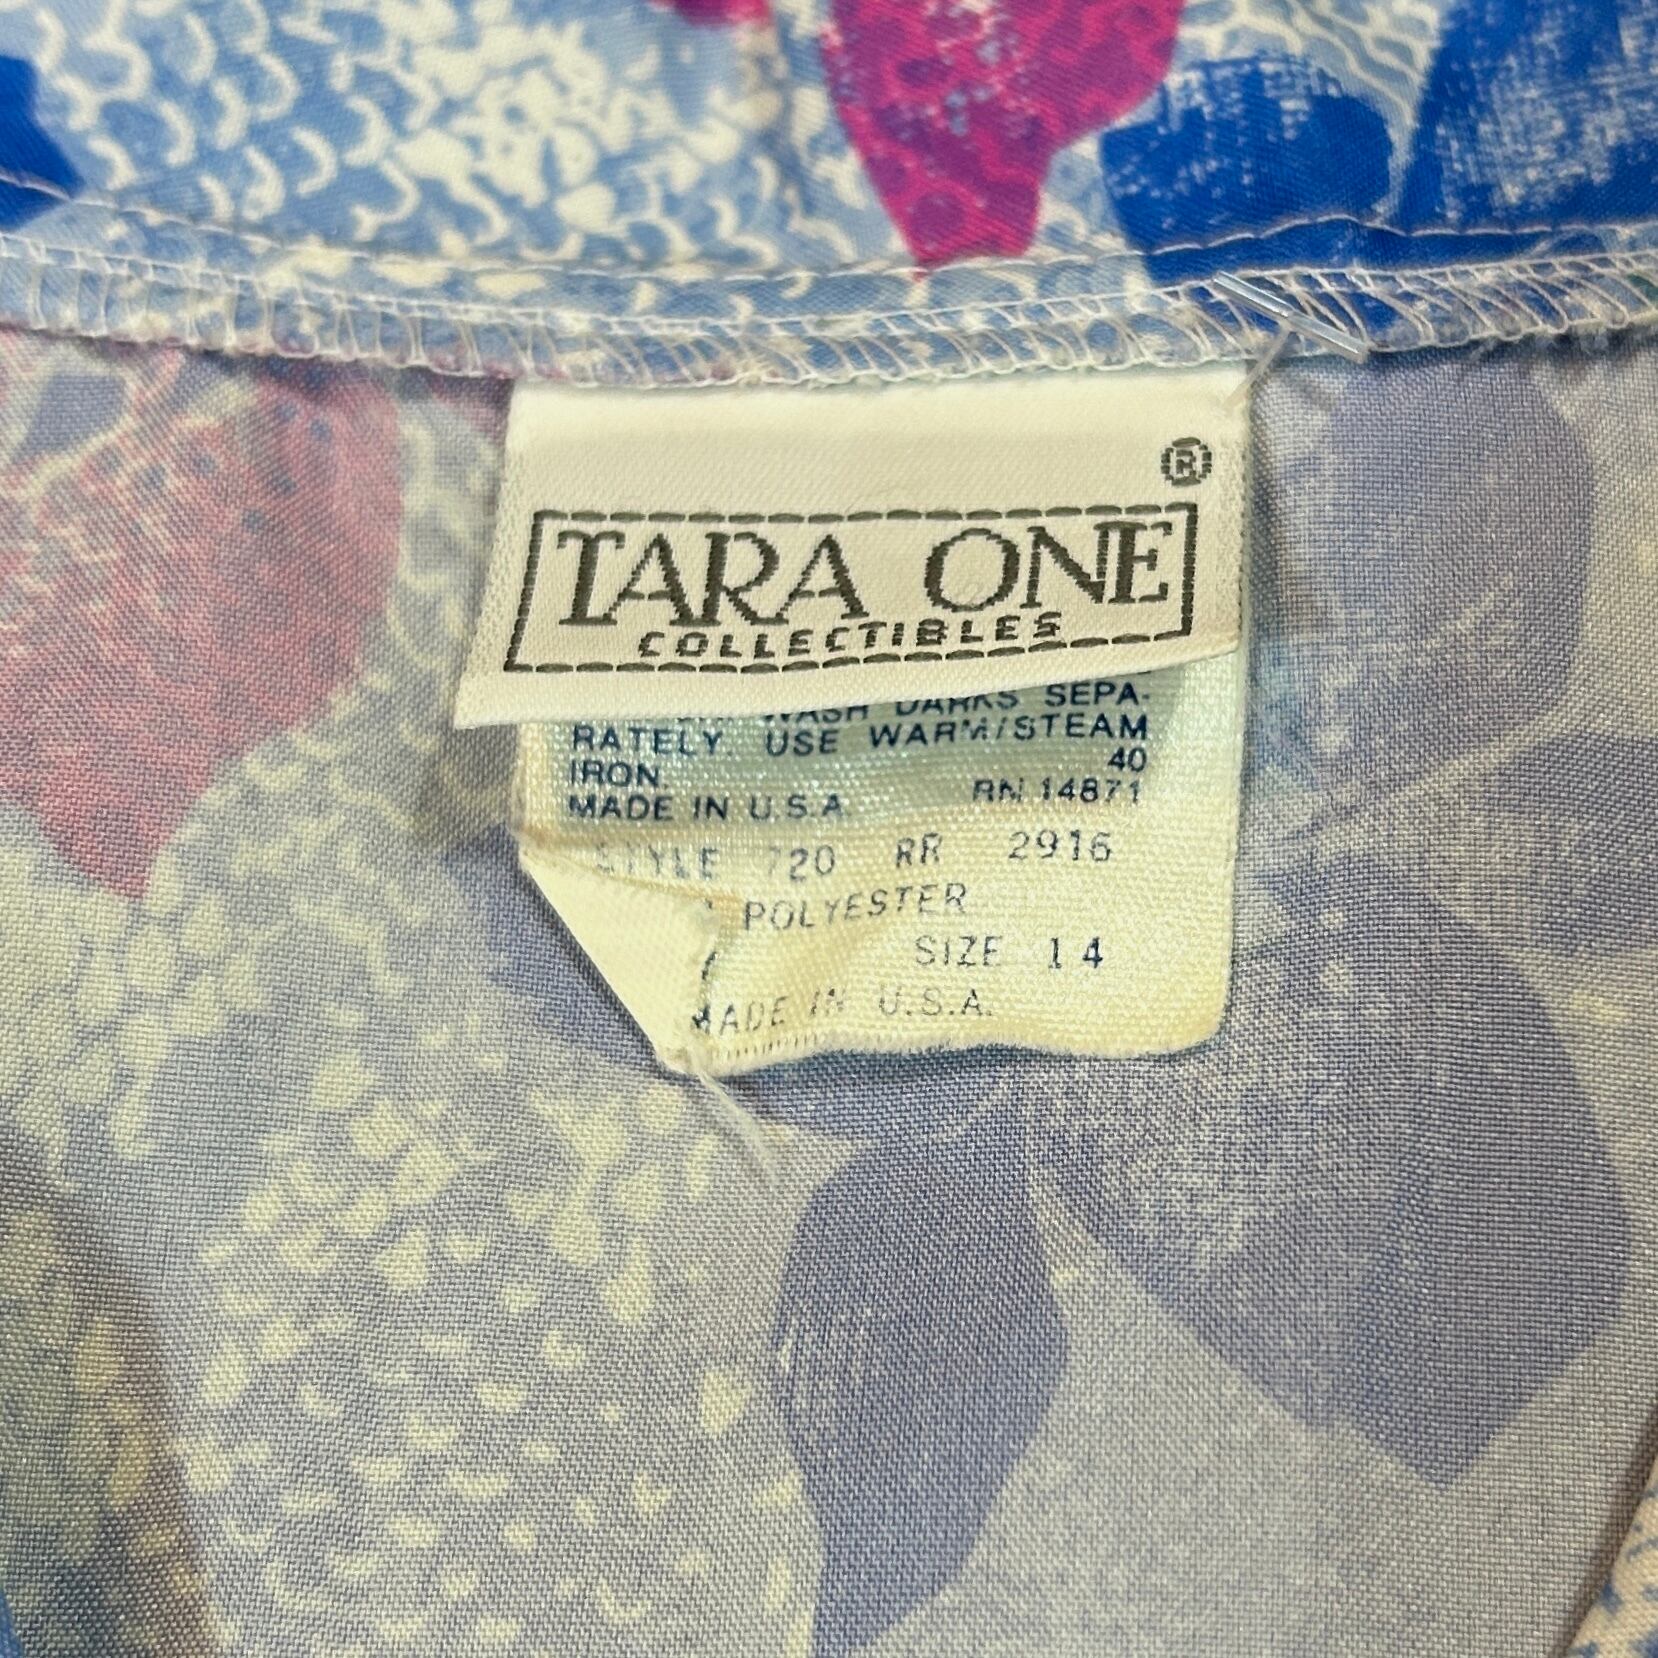 ®
TARA ONE
COLLECTIBLES
WASH DARKS SEPA-
RATELY. USE WARM/STEAM
IRON. 40
MADE IN U.S.A. RN 14871
STYLE 720 RR 2916
POLYESTER
SIZE 14
MADE IN U.S.A.